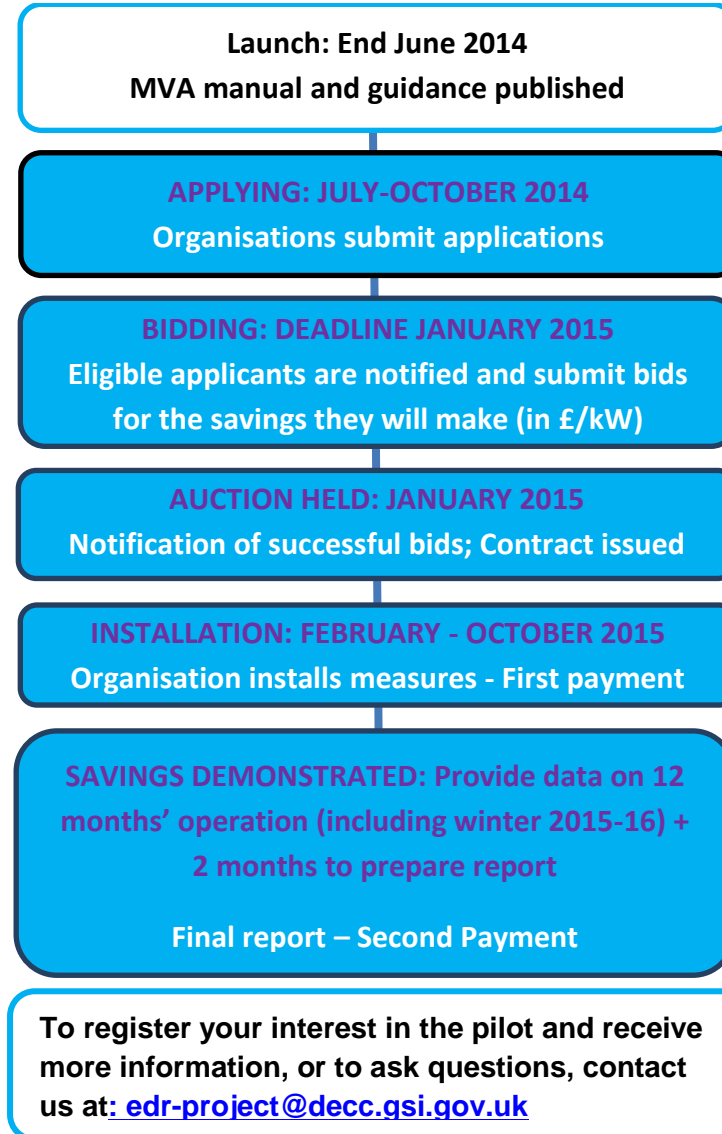 Launch: End June 2014
MVA manual and guidance published
APPLYING: JULY-OCTOBER 2014
Organisations submit applications
BIDDING: DEADLINE JANUARY 2015
Eligible applicants are notified and submit bids
for the savings they will make (in £/kW)
AUCTION HELD: JANUARY 2015
Notification of successful bids; Contract issued
INSTALLATION: FEBRUARY - OCTOBER 2015
Organisation installs measures - First payment
SAVINGS DEMONSTRATED: Provide data on 12
months’ operation (including winter 2015-16) +
2 months to prepare report
Final report – Second Payment
To register your interest in the pilot and receive
more information, or to ask questions, contact
us at: edr-project@decc.gsi.gov.uk